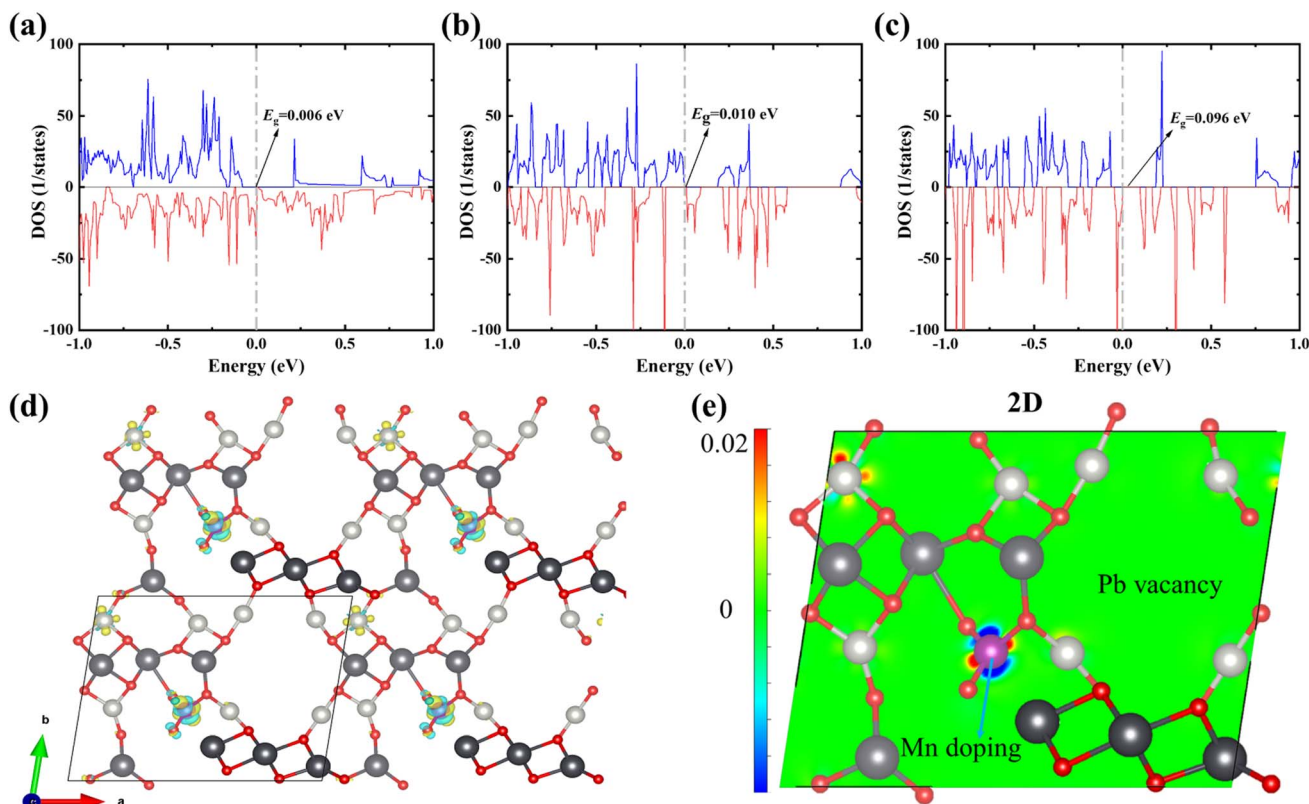 (a)
100
50
0
-50
-100
DOS (1/states)
Eg=0.006 eV
-1.0 -0.5 0.0 0.5 1.0
Energy (eV)
(b)
100
50
0
-50
-100
DOS (1/states)
Eg=0.010 eV
-1.0 -0.5 0.0 0.5 1.0
Energy (eV)
(c)
100
50
0
-50
-100
DOS (1/states)
Eg=0.096 eV
-1.0 -0.5 0.0 0.5 1.0
Energy (eV)
(d)
b
c
a
(e)
2D
0.02
0
Pb vacancy
Mn doping